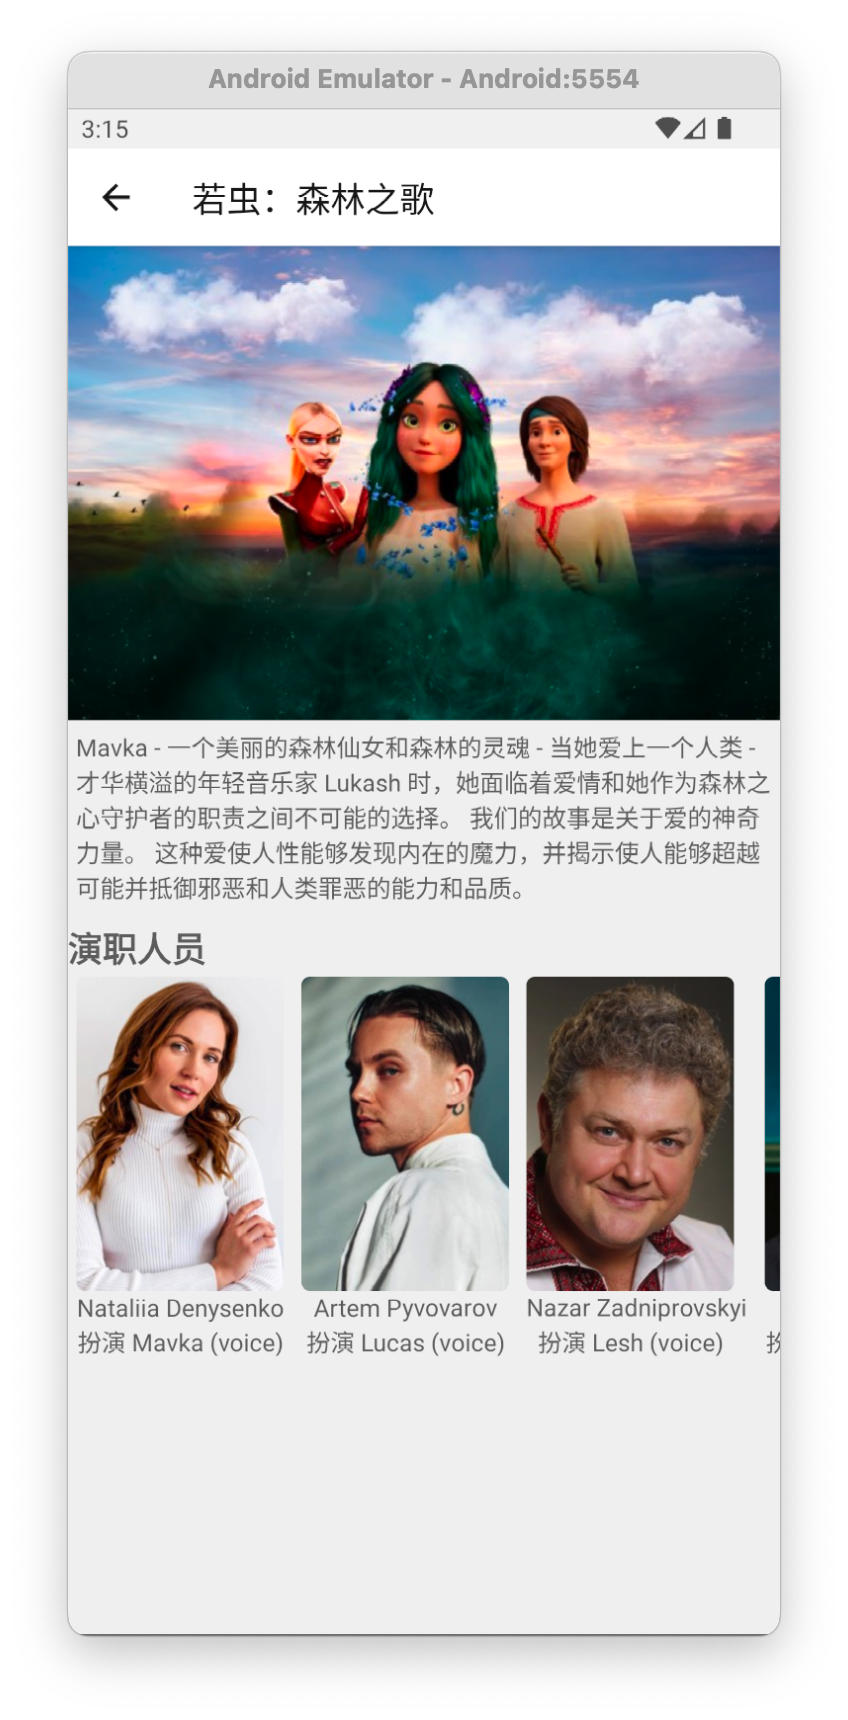 Android Emulator - Android:5554
3:15
若虫：森林之歌
Mavka - 一个美丽的森林仙女和森林的灵魂 - 当她爱上一个人类 -
才华横溢的年轻音乐家 Lukash 时，她面临着爱情和她作为森林之
心守护者的职责之间不可能的选择。 我们的故事是关于爱的神奇
力量。 这种爱使人性能够发现内在的魔力，并揭示使人能够超越
可能并抵御邪恶和人类罪恶的能力和品质。
演职人员
Nataliia Denysenko
扮演 Mavka (voice)
Artem Pyvovarov
扮演 Lucas (voice)
Nazar Zadniprovskyi
扮演 Lesh (voice)